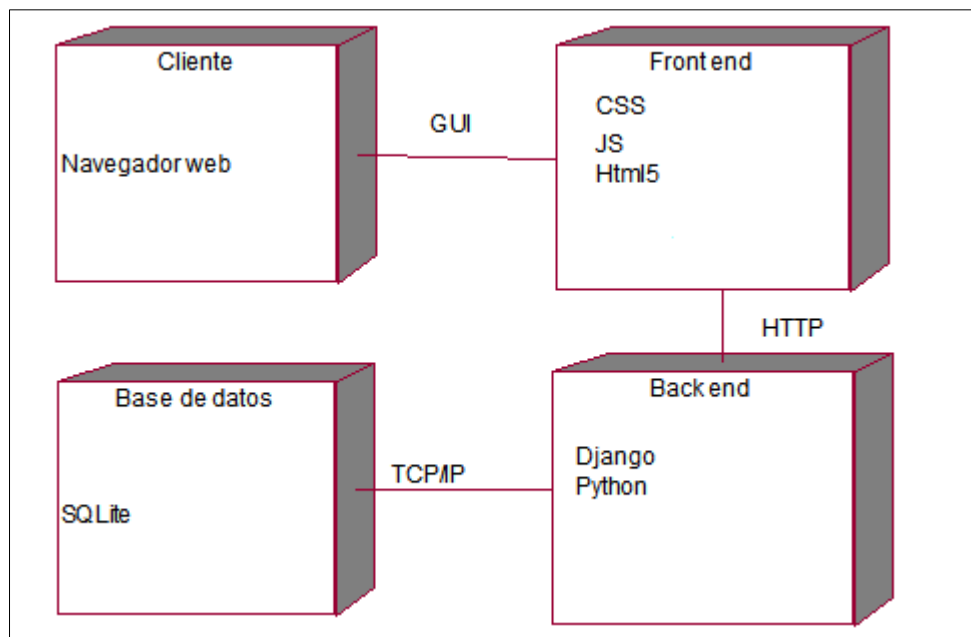 Cliente
Navegador web
GUI
Front end
CSS
JS
Html5
HTTP
Base de datos
SQLite
TCP/IP
Back end
Django
Python